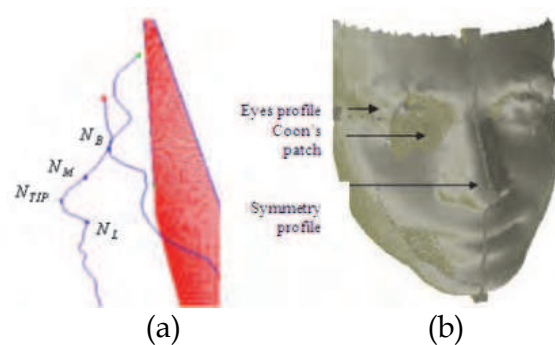 N_B
N_M
N_TIP
N_L
Eyes profile
Coon`s
patch
Symmetry
profile
(a)
(b)